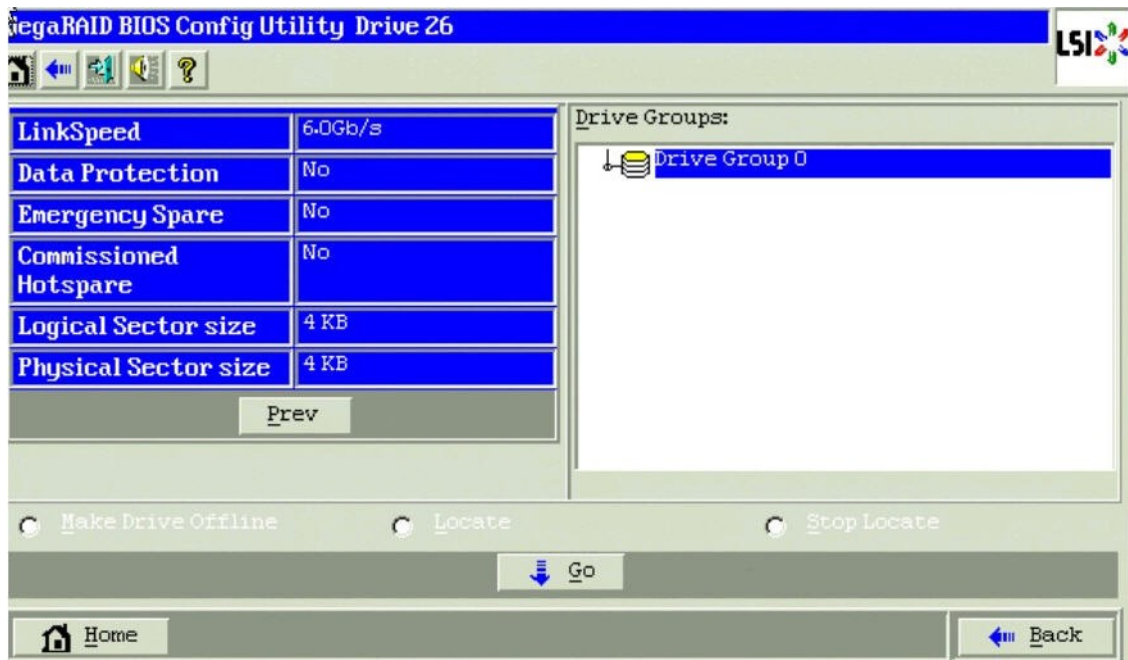 MegaRAID BIOS Config Utility Drive 26
LSI
LinkSpeed 6.0Gb/s
Data Protection No
Emergency Spare No
Commissioned Hotspare No
Logical Sector size 4 KB
Physical Sector size 4 KB
Prev
Drive Groups:
Drive Group 0
Make Drive Offline Locate Stop Locate
Go
Home Back